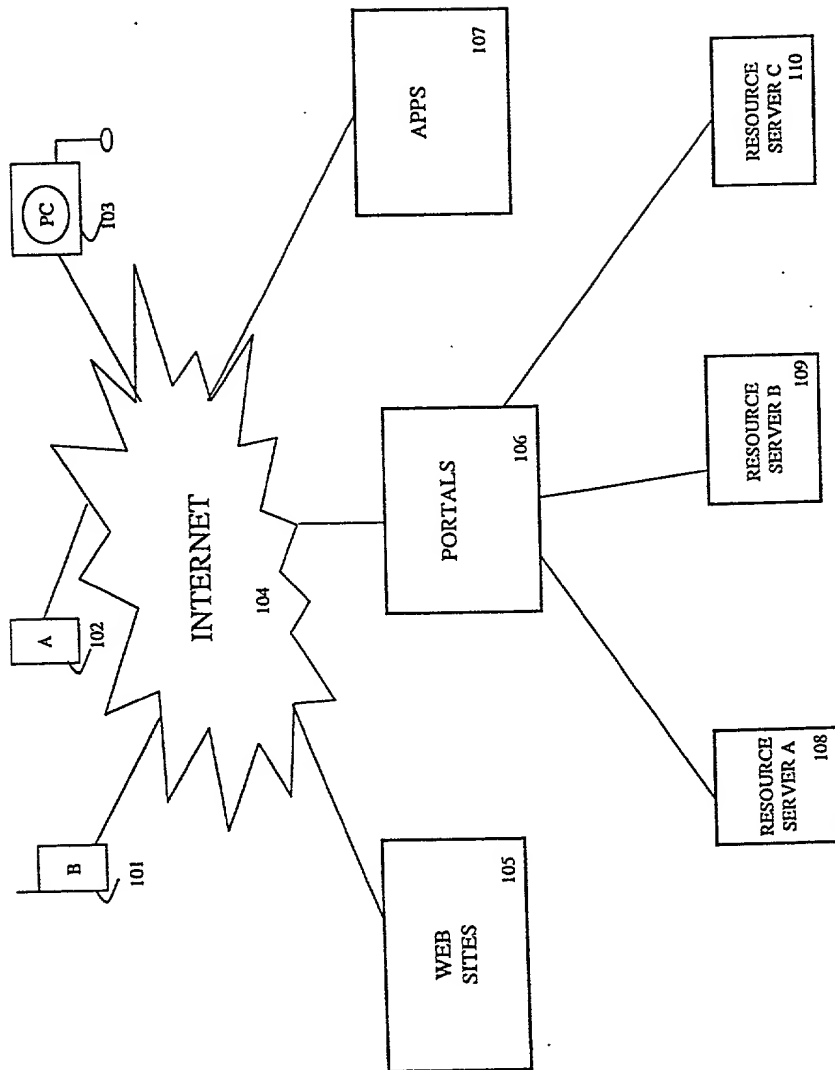 B
101
A
102
PC
103
INTERNET
104
WEB
SITES
105
PORTALS
106
APPS
107
RESOURCE
SERVER A
108
RESOURCE
SERVER B
109
RESOURCE
SERVER C
110